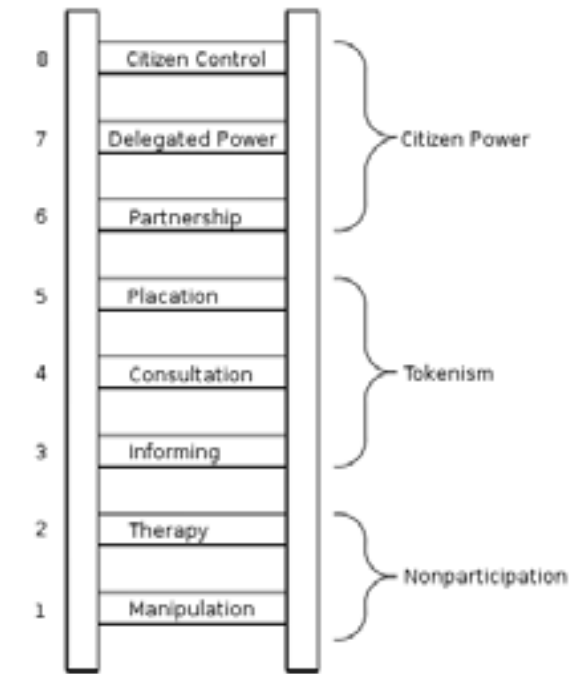 8 Citizen Control
7 Delegated Power Citizen Power
6 Partnership
5 Placation
4 Consultation Tokenism
3 Informing
2 Therapy
Nonparticipation
1 Manipulation